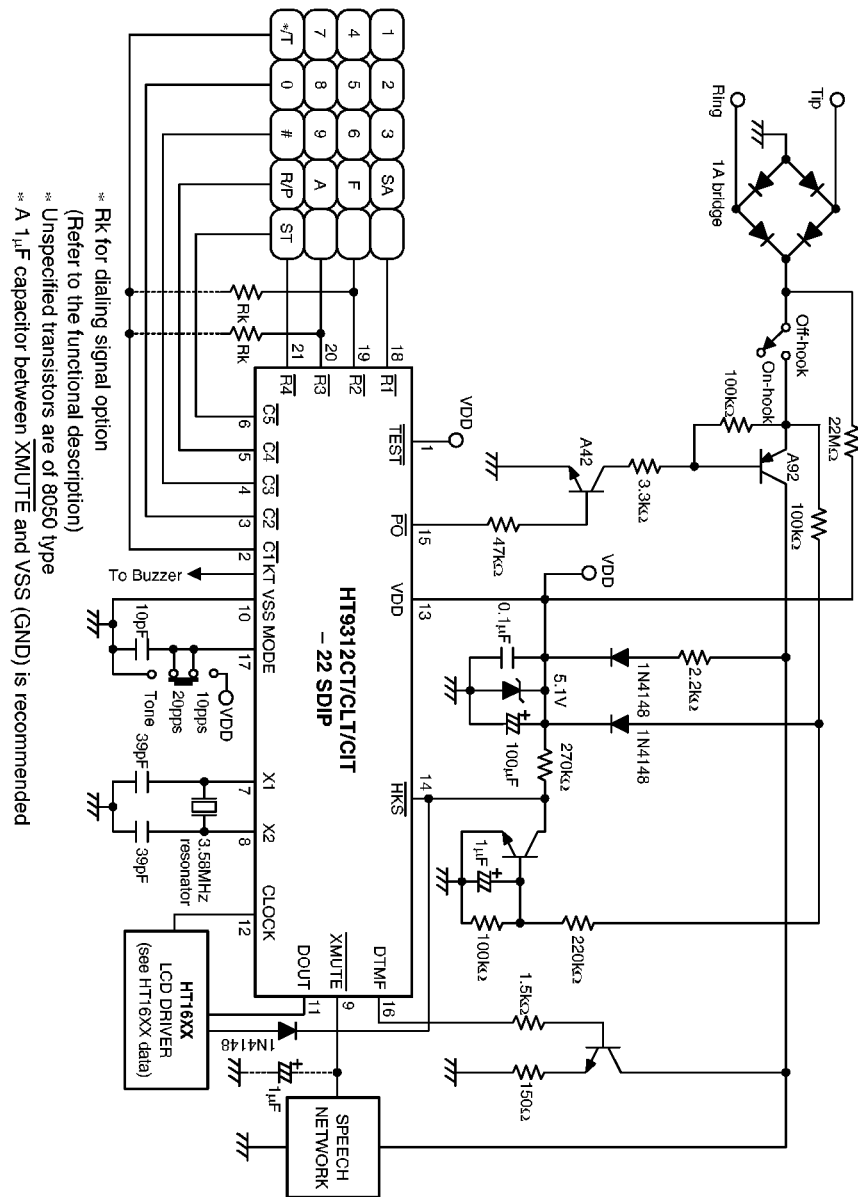 Tip
Ring
1A bridge
Off-hook
On-hook
22MΩ
100kΩ
A92
100kΩ
3.3kΩ
A42
47kΩ
VDD
VDD
0.1µF
5.1V
100µF
1N4148
2.2kΩ
1N4148
270kΩ
1µF
100kΩ
220kΩ
1.5kΩ
150Ω
1 2 3 SA
4 5 6 F
7 8 9 A
*/T 0 # R/P ST
Rk
Rk
18 19 20 21
R1 R2 R3 R4
1 15 13 14
TEST PO VDD HKS
HT9312CT/CLT/CIT
– 22 SDIP
C5 C4 C3 C2 C1 KT VSS MODE X1 X2 CLOCK
6 5 4 3 2 10 17 7 8 12
DTMF
XMUTE
DOUT
16
9
11
To Buzzer
10pF
VDD
10pps
20pps
Tone
39pF
39pF
3.58MHz
resonator
HT16XX
LCD DRIVER
(see HT16XX data)
1N4148
1µF
SPEECH
NETWORK
* Rk for dialing signal option
(Refer to the functional description)
* Unspecified transistors are of 8050 type
* A 1µF capacitor between XMUTE and VSS (GND) is recommended